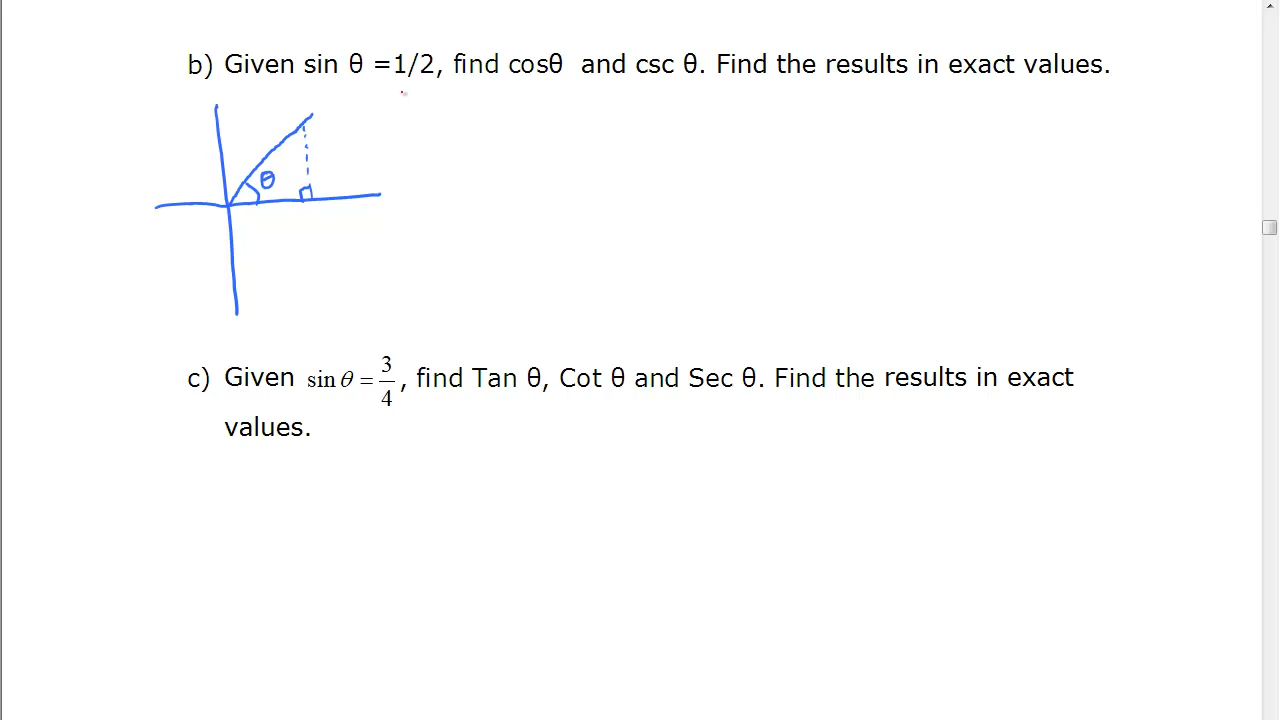 b) Given sin θ =1/2, find cosθ and csc θ. Find the results in exact values.
θ
c) Given sin θ = 3/4, find Tan θ, Cot θ and Sec θ. Find the results in exact
values.